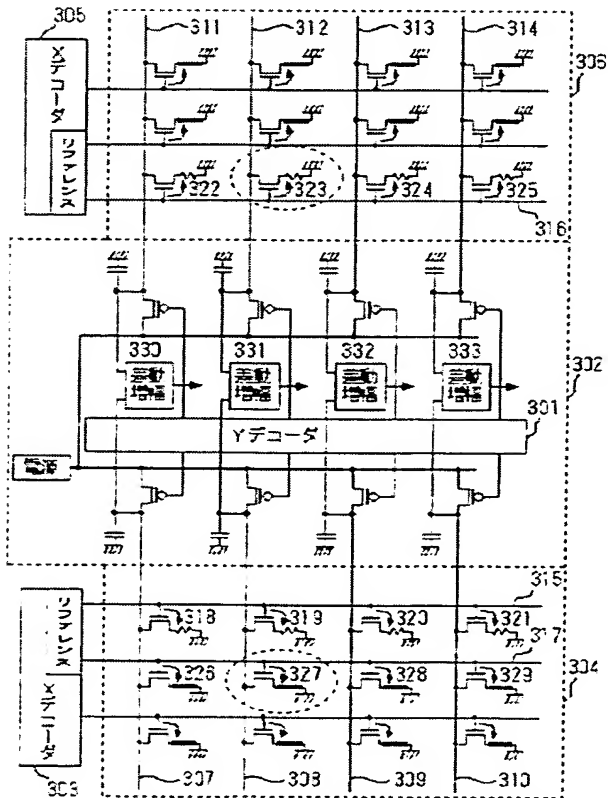 305
311
312
313
314
306
Xデコーダ
リファレンス
322
323
324
325
316
330
331
332
333
差動
増幅
差動
増幅
差動
増幅
差動
増幅
302
301
Yデコーダ
電源
315
318
319
320
321
317
リファレンス
326
327
328
329
304
Xデコーダ
303
307
308
309
310